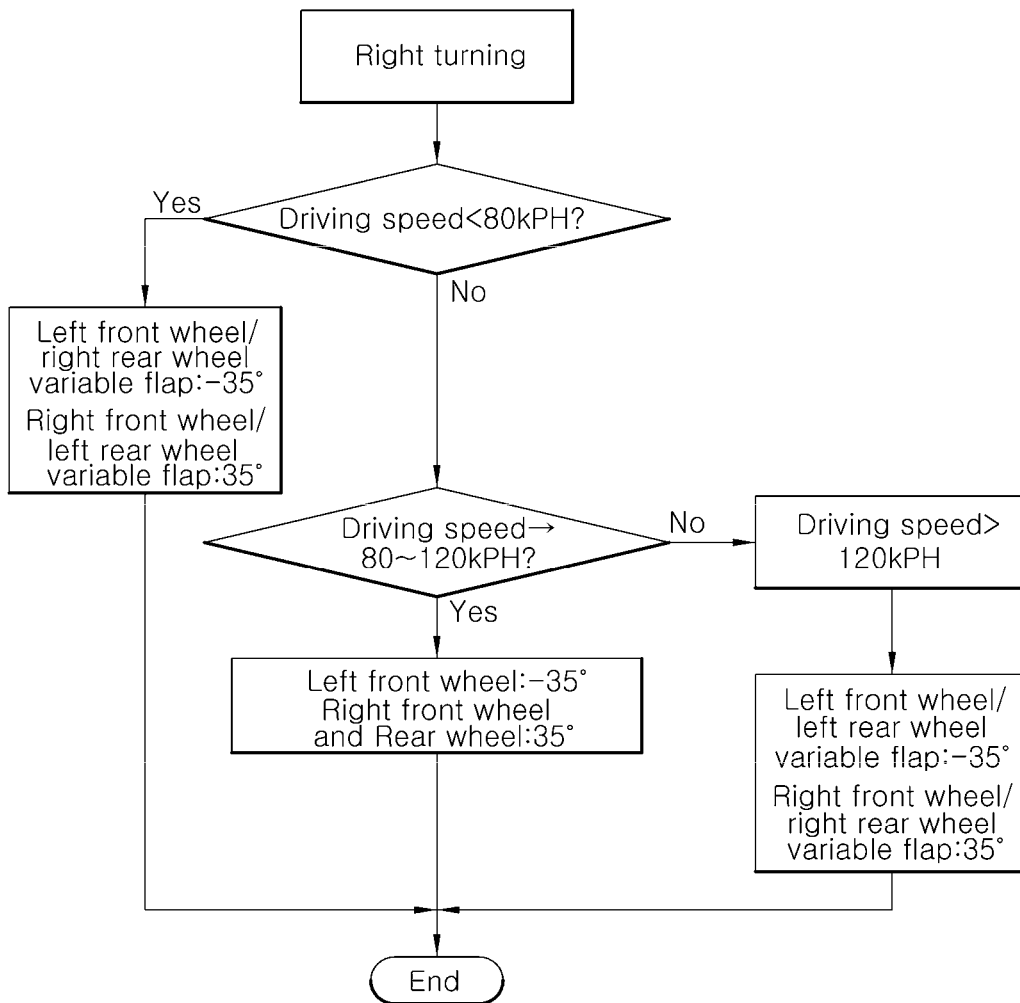 Right turning
Driving speed<80kPH?
Yes
No
Left front wheel/
right rear wheel
variable flap:-35°
Right front wheel/
left rear wheel
variable flap:35°
Driving speed→
80~120kPH?
No
Yes
Driving speed>
120kPH
Left front wheel:-35°
Right front wheel
and Rear wheel:35°
Left front wheel/
left rear wheel
variable flap:-35°
Right front wheel/
right rear wheel
variable flap:35°
End